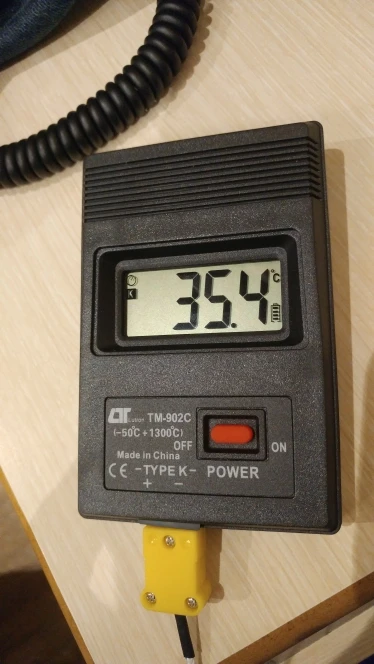 K
35.4 °C
TM-902C
(-50℃+1300℃)
OFF
ON
Made in China
CE -TYPE K- POWER
+ -